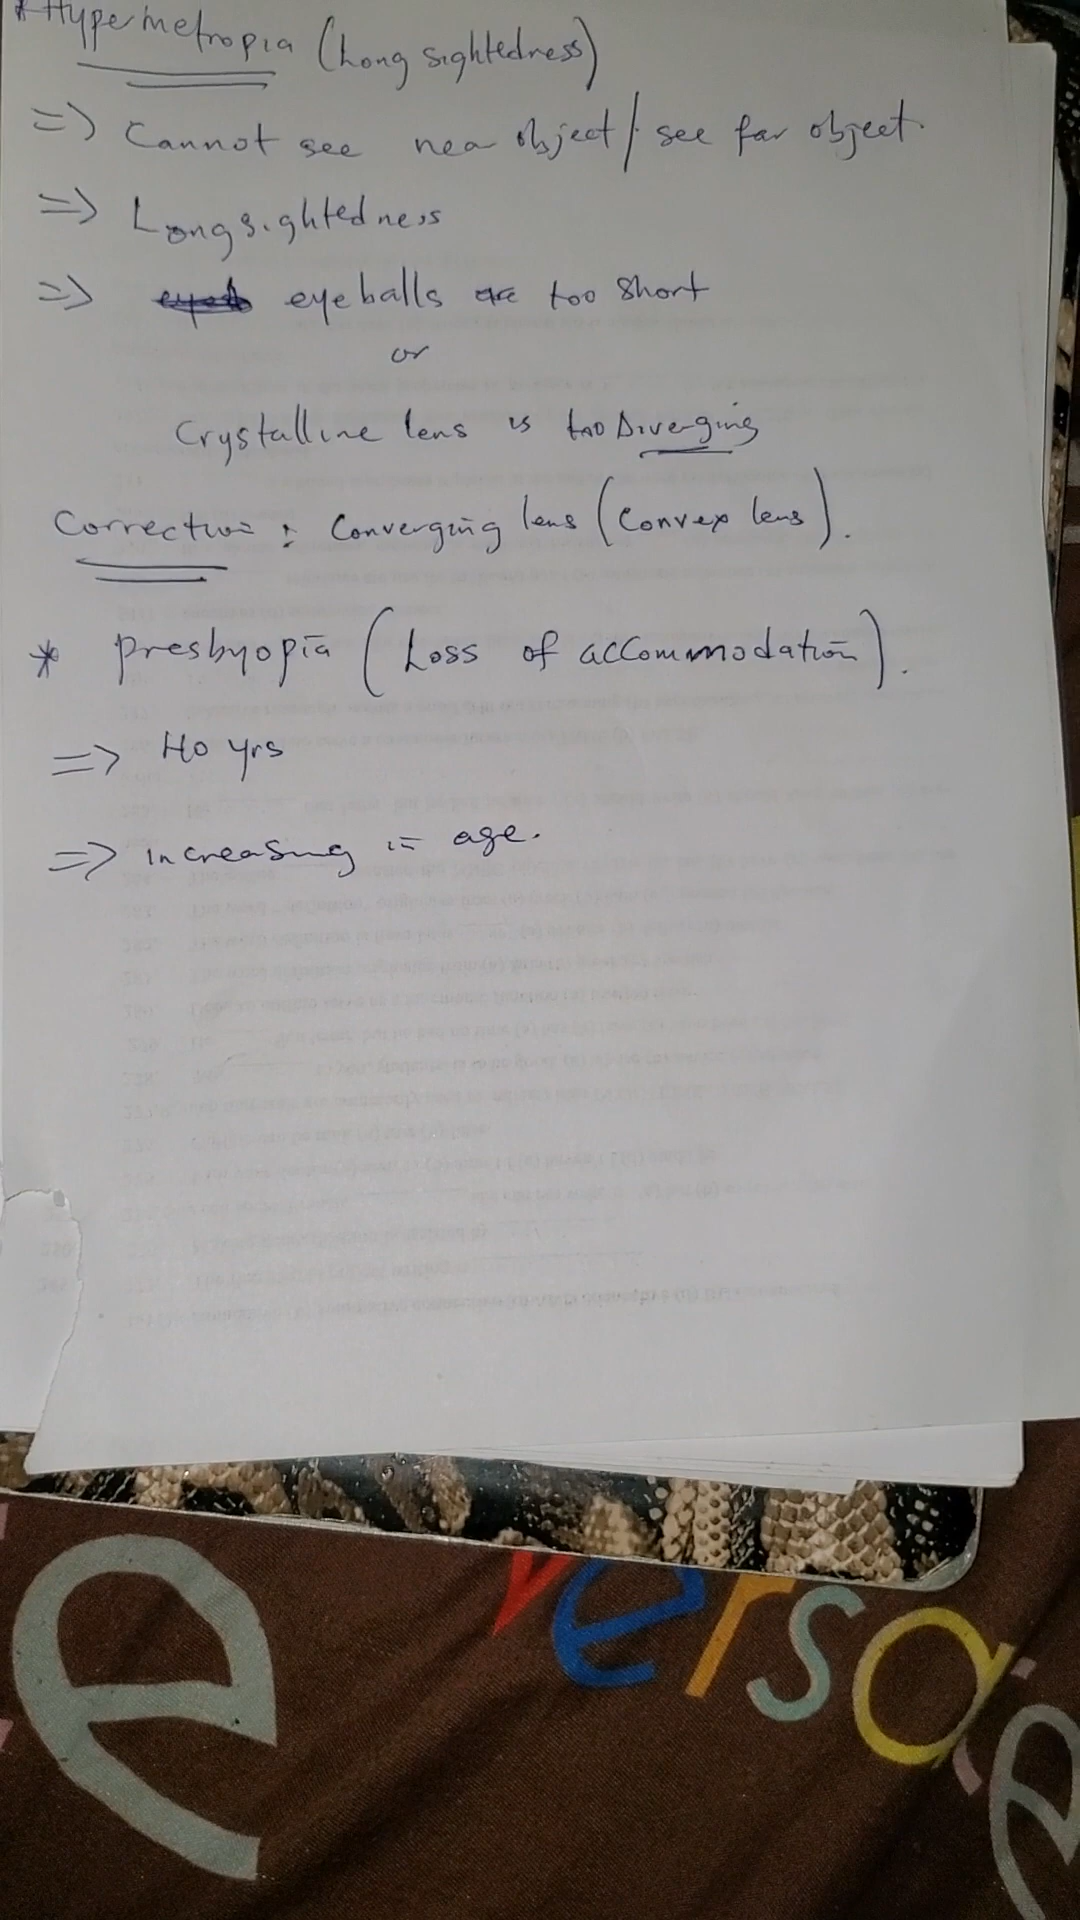 * Hypermetropia (Long sightedness)
=> Cannot see near object / see far object.
=> Longsightedness
=> eyeballs are too short
or
Crystalline lens is too Diverging
Correction : Converging lens (Convex lens).
* Presbyopia (Loss of accommodation).
=> 40 yrs
=> increasing in age.
e versa